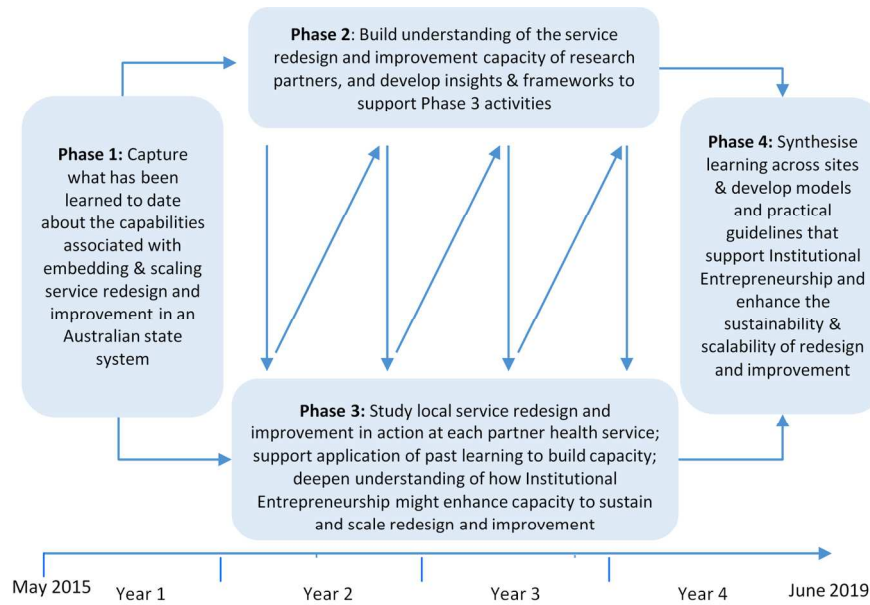 Phase 2: Build understanding of the service
redesign and improvement capacity of research
partners, and develop insights & frameworks to
support Phase 3 activities
Phase 1: Capture
what has been
learned to date
about the capabilities
associated with
embedding & scaling
service redesign and
improvement in an
Australian state
system
Phase 4: Synthesise
learning across sites
& develop models
and practical
guidelines that
support Institutional
Entrepreneurship and
enhance the
sustainability &
scalability of redesign
and improvement
Phase 3: Study local service redesign and
improvement in action at each partner health service;
support application of past learning to build capacity;
deepen understanding of how Institutional
Entrepreneurship might enhance capacity to sustain
and scale redesign and improvement
May 2015
Year 1
Year 2
Year 3
Year 4
June 2019